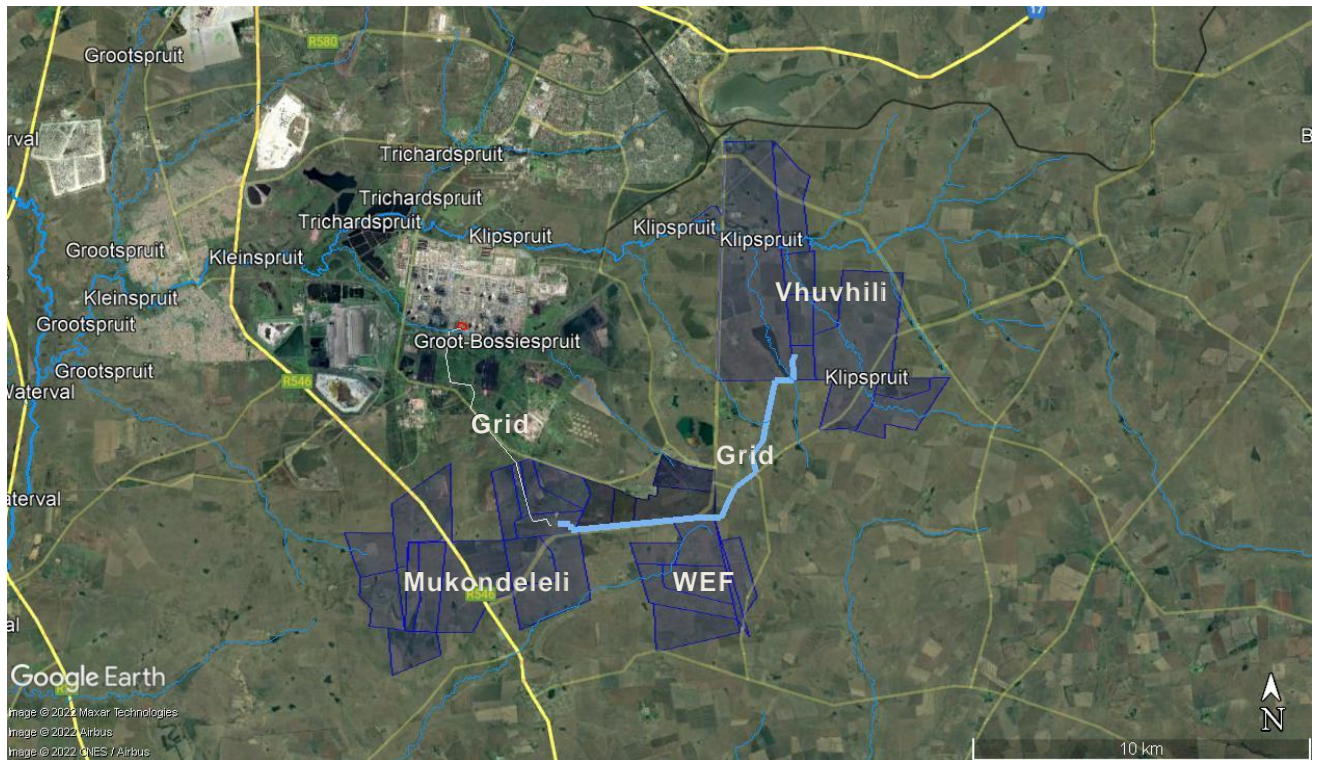 17
R580
Grootspruit
rval
B
Trichardspruit
Trichardspruit
Trichardspruit
Klipspruit
Klipspruit
Klipspruit
Grootspruit
Kleinspruit
Vhuvhili
Kleinspruit
Grootspruit
Groot-Bossiespruit
Grootspruit
Klipspruit
R546
Waterval
Grid
Grid
aterval
Mukondeleli
WEF
R546
al
Google Earth
Image © 2022 Maxar Technologies
Image © 2022 Airbus
Image © 2022 CNES / Airbus
N
10 km